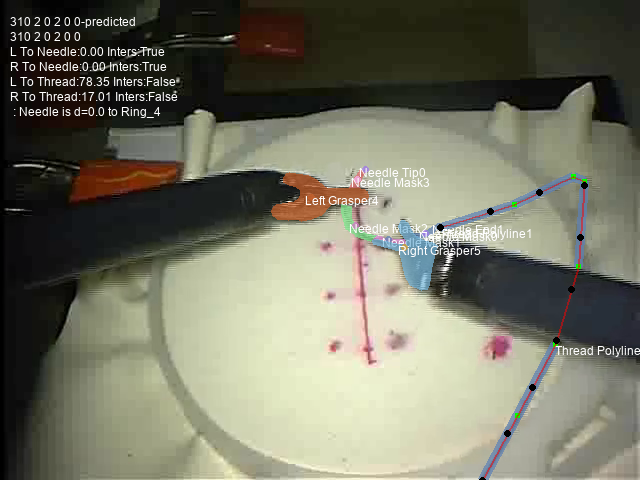 310 2 0 2 0 0-predicted
310 2 0 2 0 0
L To Needle:0.00 Inters:True
R To Needle:0.00 Inters:True
L To Thread:78.35 Inters:False
R To Thread:17.01 Inters:False
: Needle is d=0.0 to Ring_4
Needle Tip0
Needle Mask3
Left Grasper4
Needle Mask2
Needle End1
Polyline1
Needle Mask1
Right Grasper5
Thread Polyline